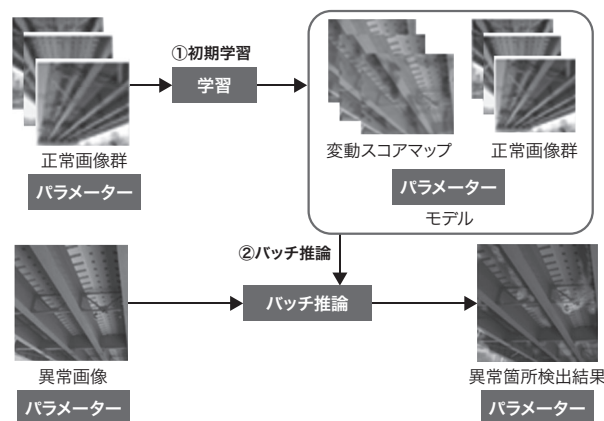 ①初期学習
学習
正常画像群
パラメーター
変動スコアマップ
正常画像群
パラメーター
モデル
②バッチ推論
バッチ推論
異常画像
パラメーター
異常箇所検出結果
パラメーター